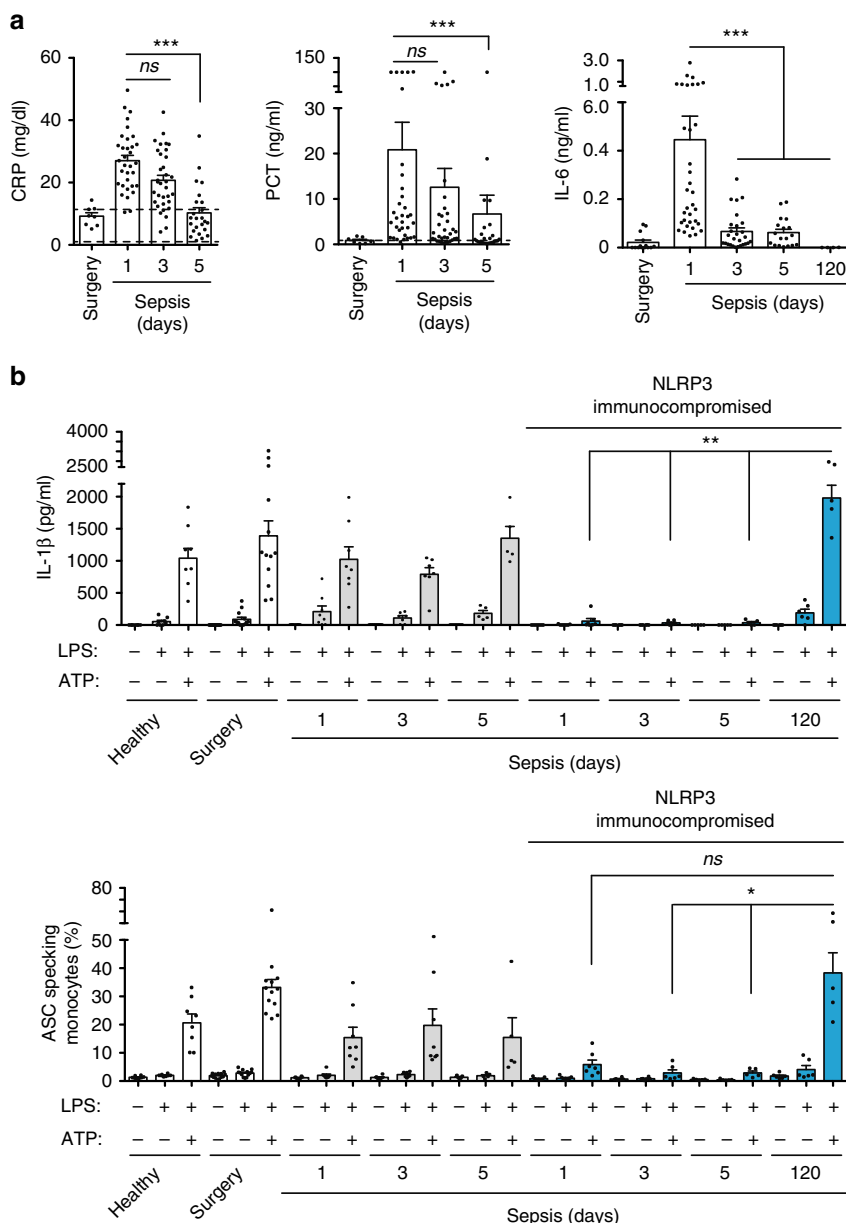 a
***
ns
60
40
20
0
CRP (mg/dl)
Surgery
1 3 5
Sepsis
(days)
***
ns
150
30
20
10
0
PCT (ng/ml)
Surgery
1 3 5
Sepsis
(days)
***
3.0
1.0
6.0
0.4
0.2
0
IL-6 (ng/ml)
Surgery
1 3 5 120
Sepsis (days)
b
NLRP3
immunocompromised
**
4000
2500
2000
1500
1000
500
0
IL-1β (pg/ml)
LPS: − + + − + + − + + − + + − + + − + + − + + − + + − + +
ATP: − − + − − + − − + − − + − − + − − + − − + − − + − − +
Healthy Surgery 1 3 5 1 3 5 120
Sepsis (days)
NLRP3
immunocompromised
ns
*
80
50
40
30
20
10
0
ASC specking
monocytes (%)
LPS: − + + − + + − + + − + + − + + − + + − + + − + + − + +
ATP: − − + − − + − − + − − + − − + − − + − − + − − + − − +
Healthy Surgery 1 3 5 1 3 5 120
Sepsis (days)